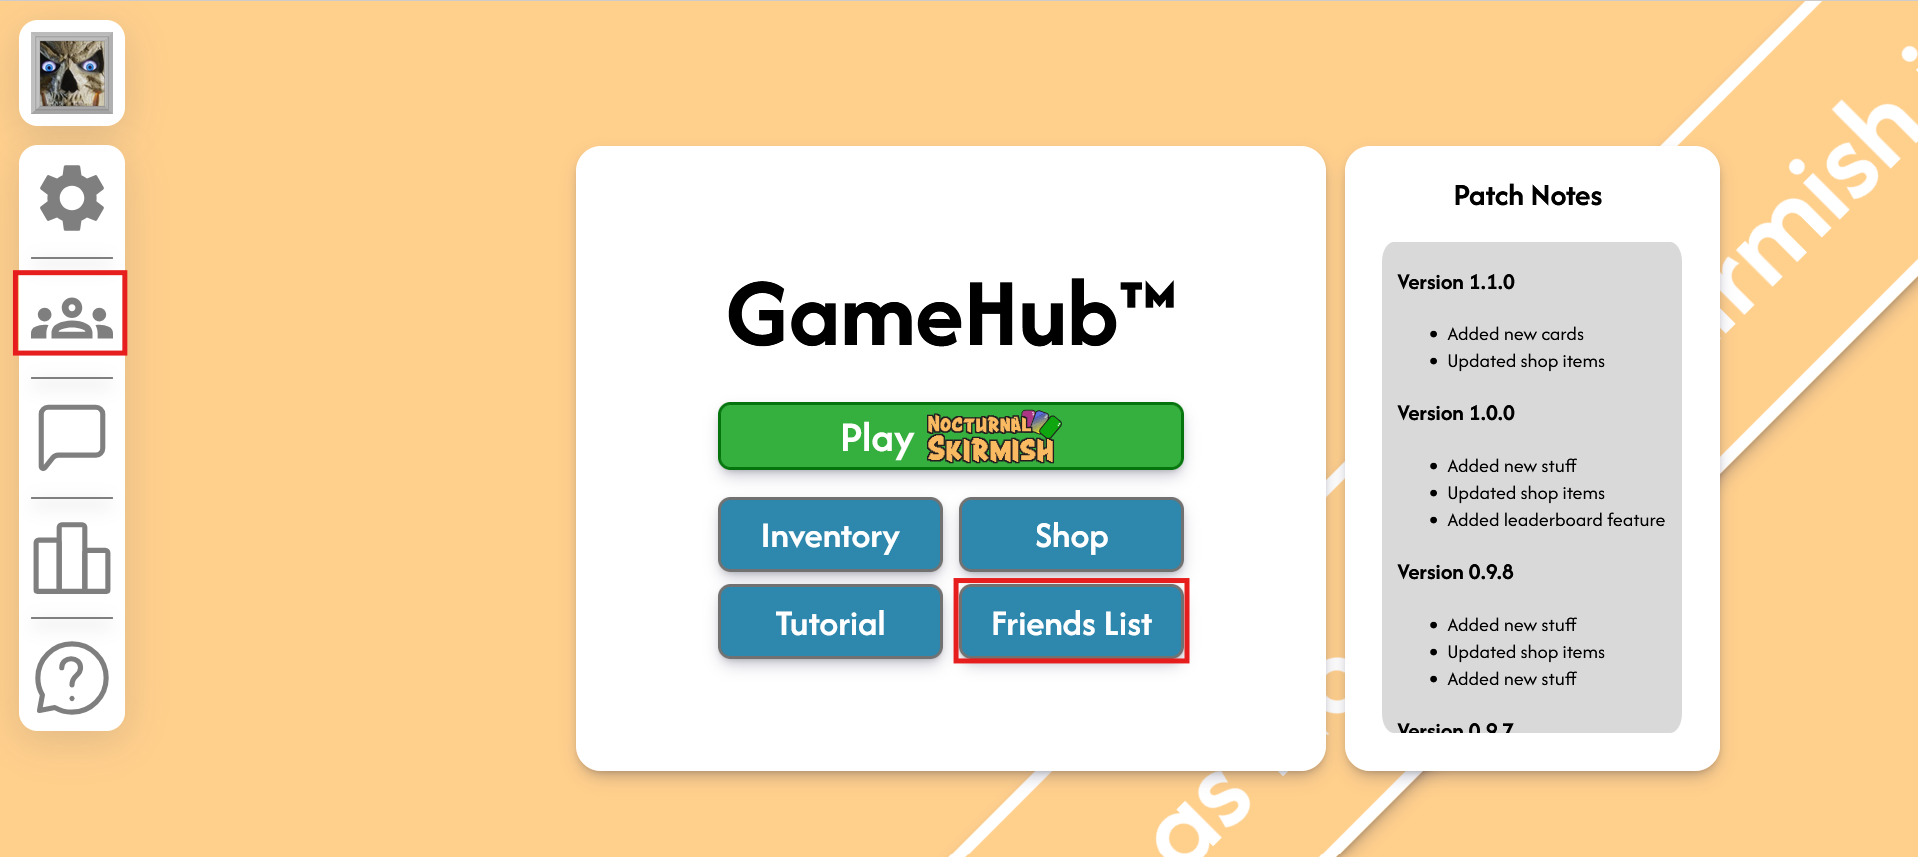 GameHub™
Play NOCTURNAL SKIRMISH
Inventory
Shop
Tutorial
Friends List
Patch Notes
Version 1.1.0
• Added new cards
• Updated shop items
Version 1.0.0
• Added new stuff
• Updated shop items
• Added leaderboard feature
Version 0.9.8
• Added new stuff
• Updated shop items
• Added new stuff
Version 0.9.7
as
irmish
?